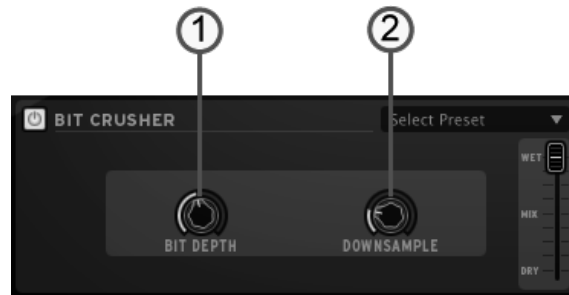 1 2
BIT CRUSHER Select Preset
WET
MIX
BIT DEPTH DOWNSAMPLE
DRY